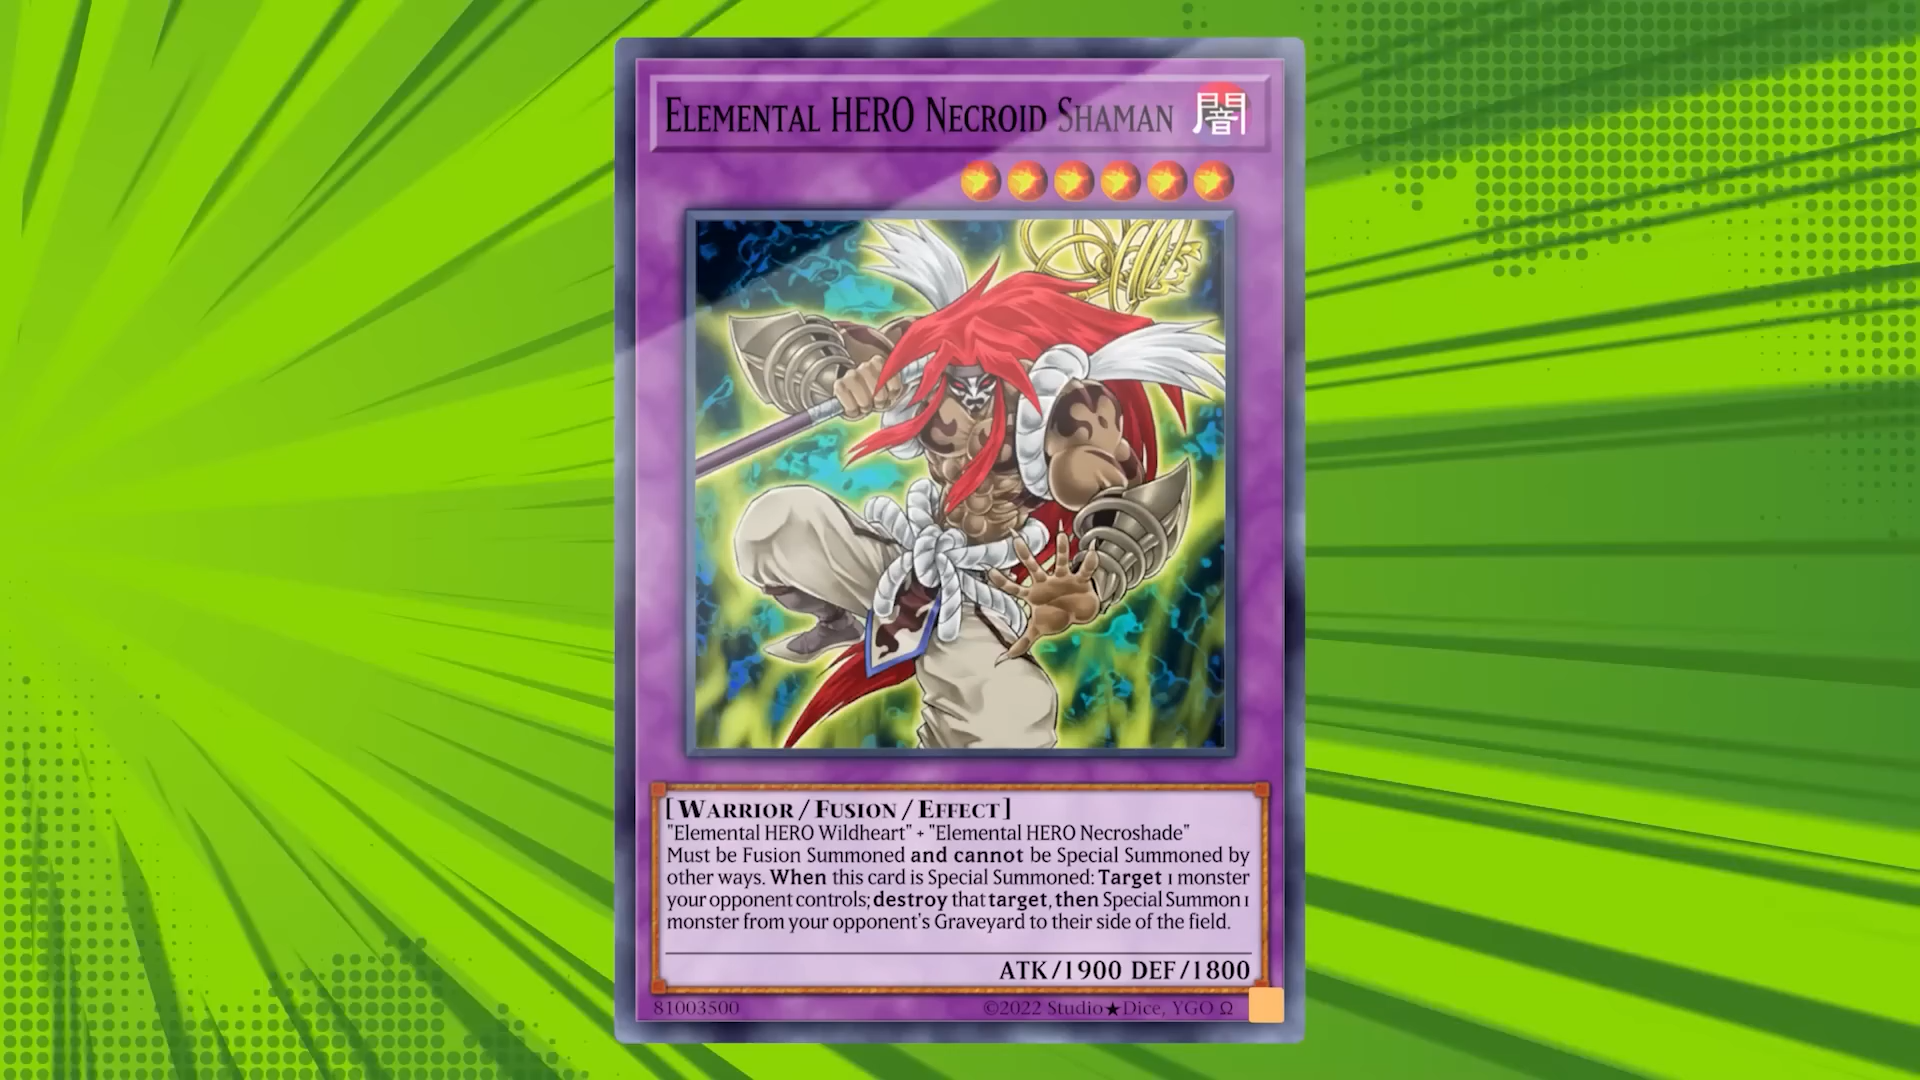 ELEMENTAL HERO NECROID SHAMAN 闇
[WARRIOR/FUSION/EFFECT]
"Elemental HERO Wildheart" + "Elemental HERO Necroshade"
Must be Fusion Summoned and cannot be Special Summoned by
other ways. When this card is Special Summoned: Target 1 monster
your opponent controls; destroy that target, then Special Summon 1
monster from your opponent's Graveyard to their side of the field.
ATK/1900 DEF/1800
81003500 ©2022 Studio★Dice, YGO Ω